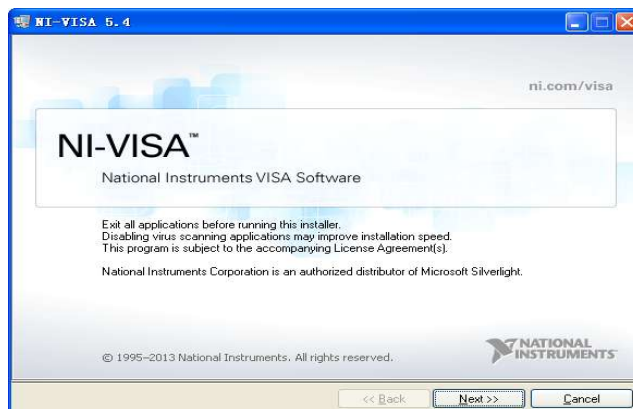 NI-VISA 5.4
ni.com/visa
NI-VISA™
National Instruments VISA Software
Exit all applications before running this installer.
Disabling virus scanning applications may improve installation speed.
This program is subject to the accompanying License Agreement(s).
National Instruments Corporation is an authorized distributor of Microsoft Silverlight.
© 1995–2013 National Instruments. All rights reserved.
NATIONAL
INSTRUMENTS™
<< Back
Next >>
Cancel